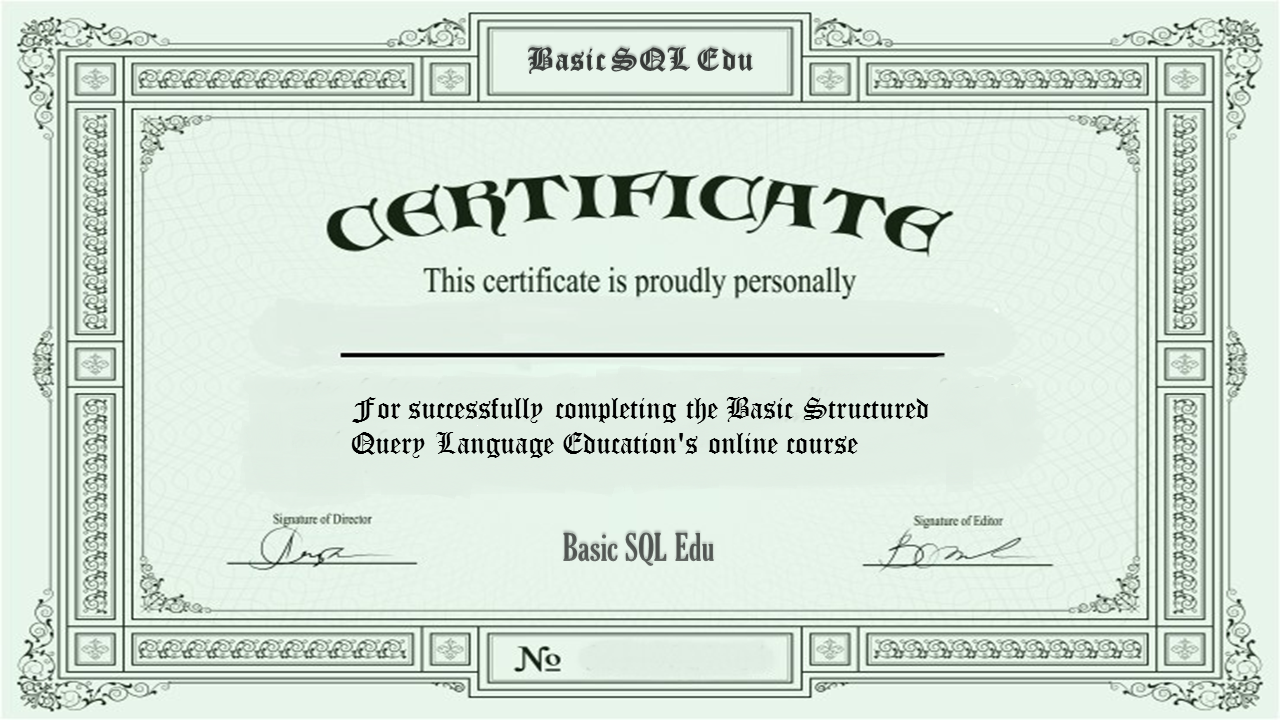 Basic SQL Edu
CERTIFICATE
This certificate is proudly personally
For successfully completing the Basic Structured
Query Language Education's online course
Signature of Director
Signature of Editor
Basic SQL Edu
No